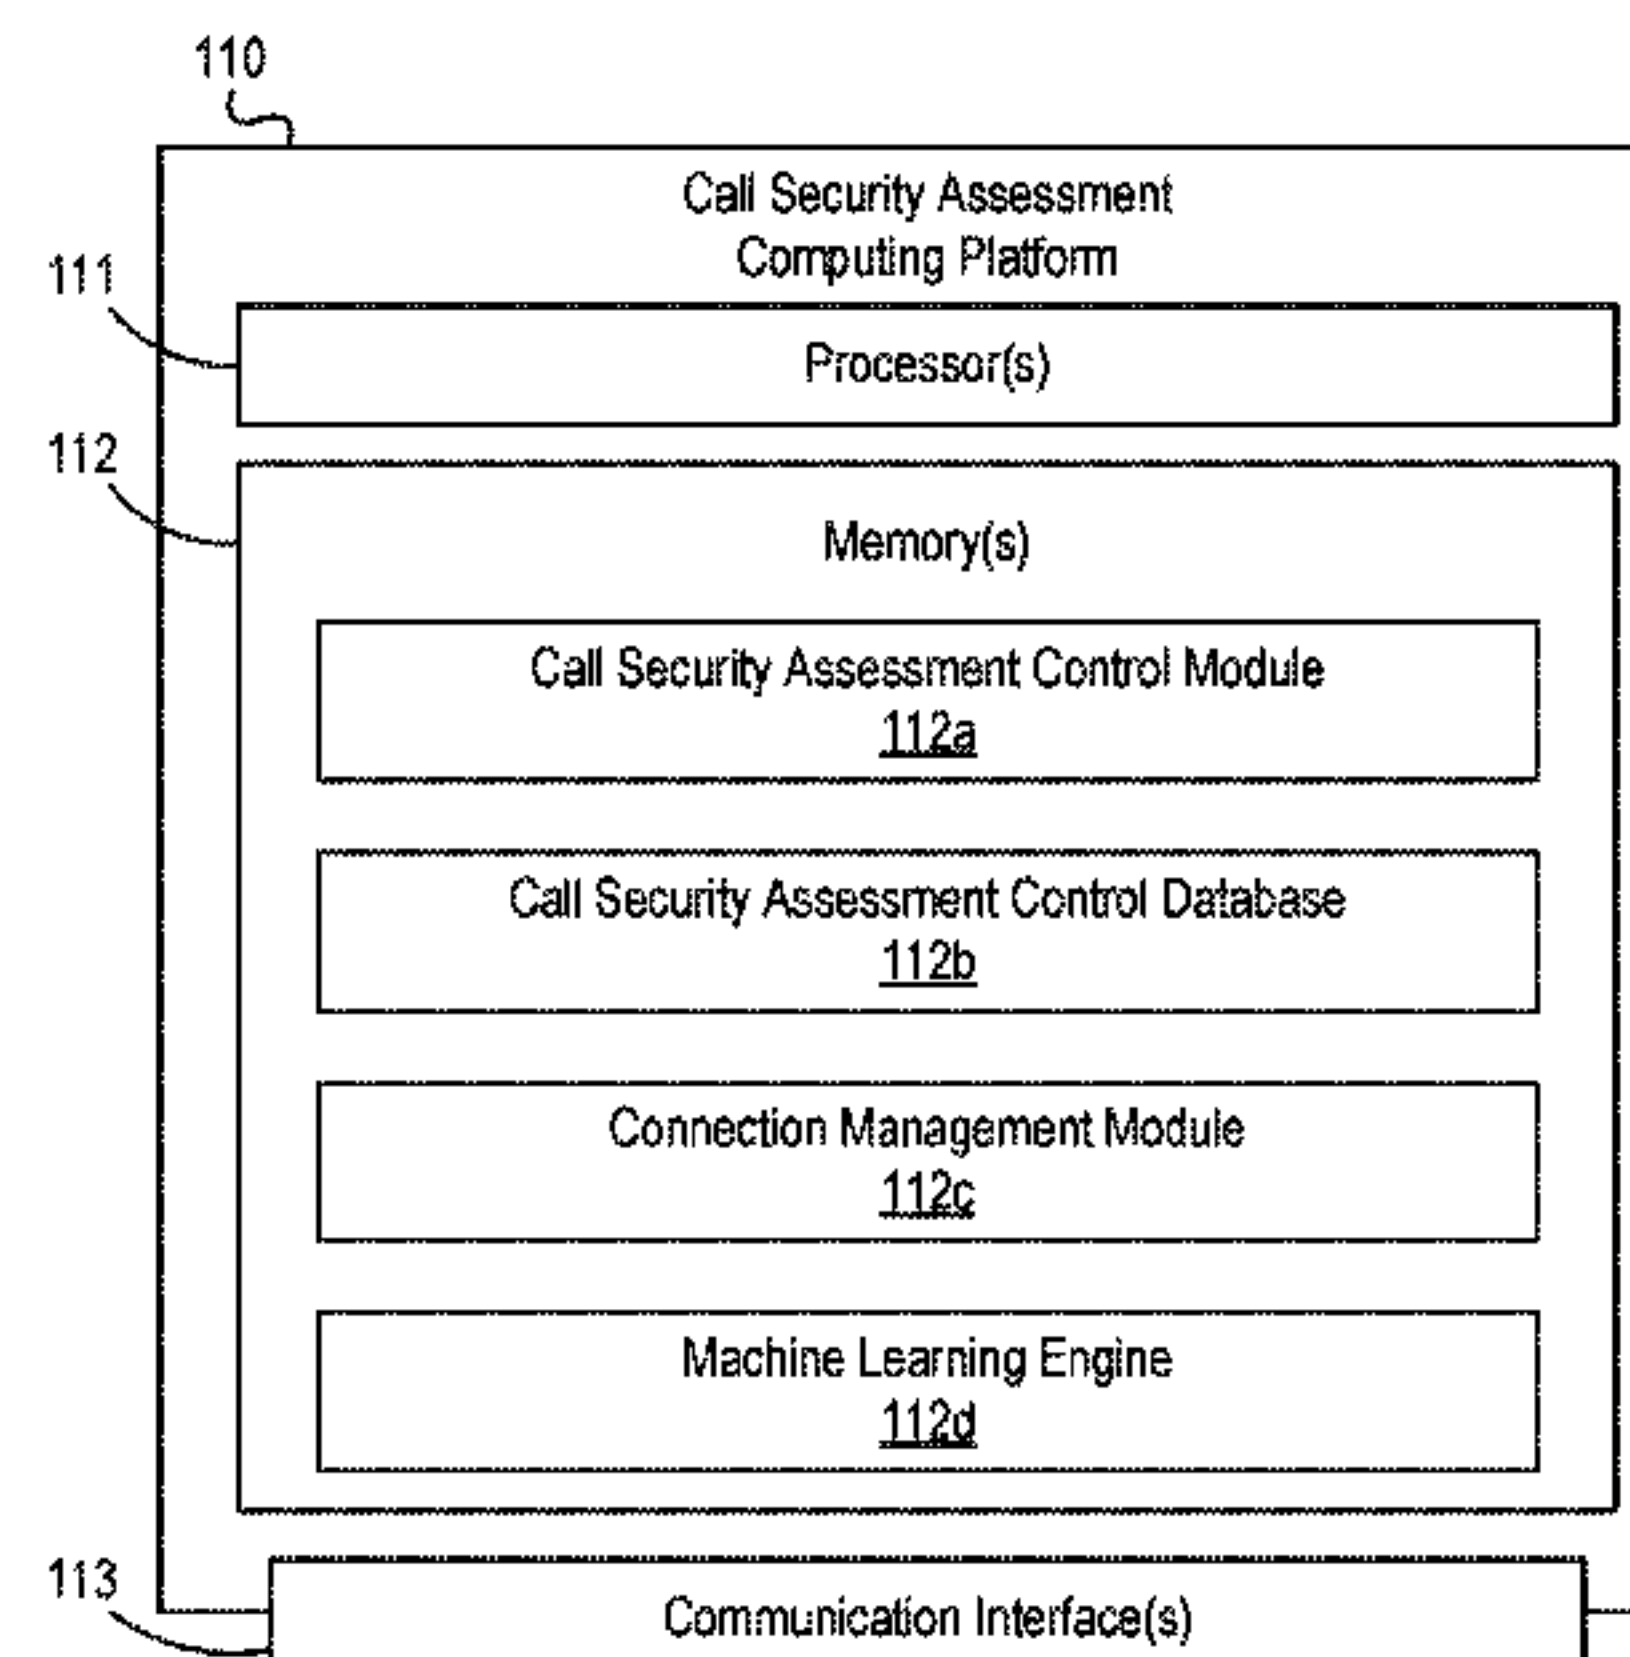 110
Call Security Assessment
Computing Platform
111
Processor(s)
112
Memory(s)
Call Security Assessment Control Module
112a
Call Security Assessment Control Database
112b
Connection Management Module
112c
Machine Learning Engine
112d
113
Communication Interface(s)